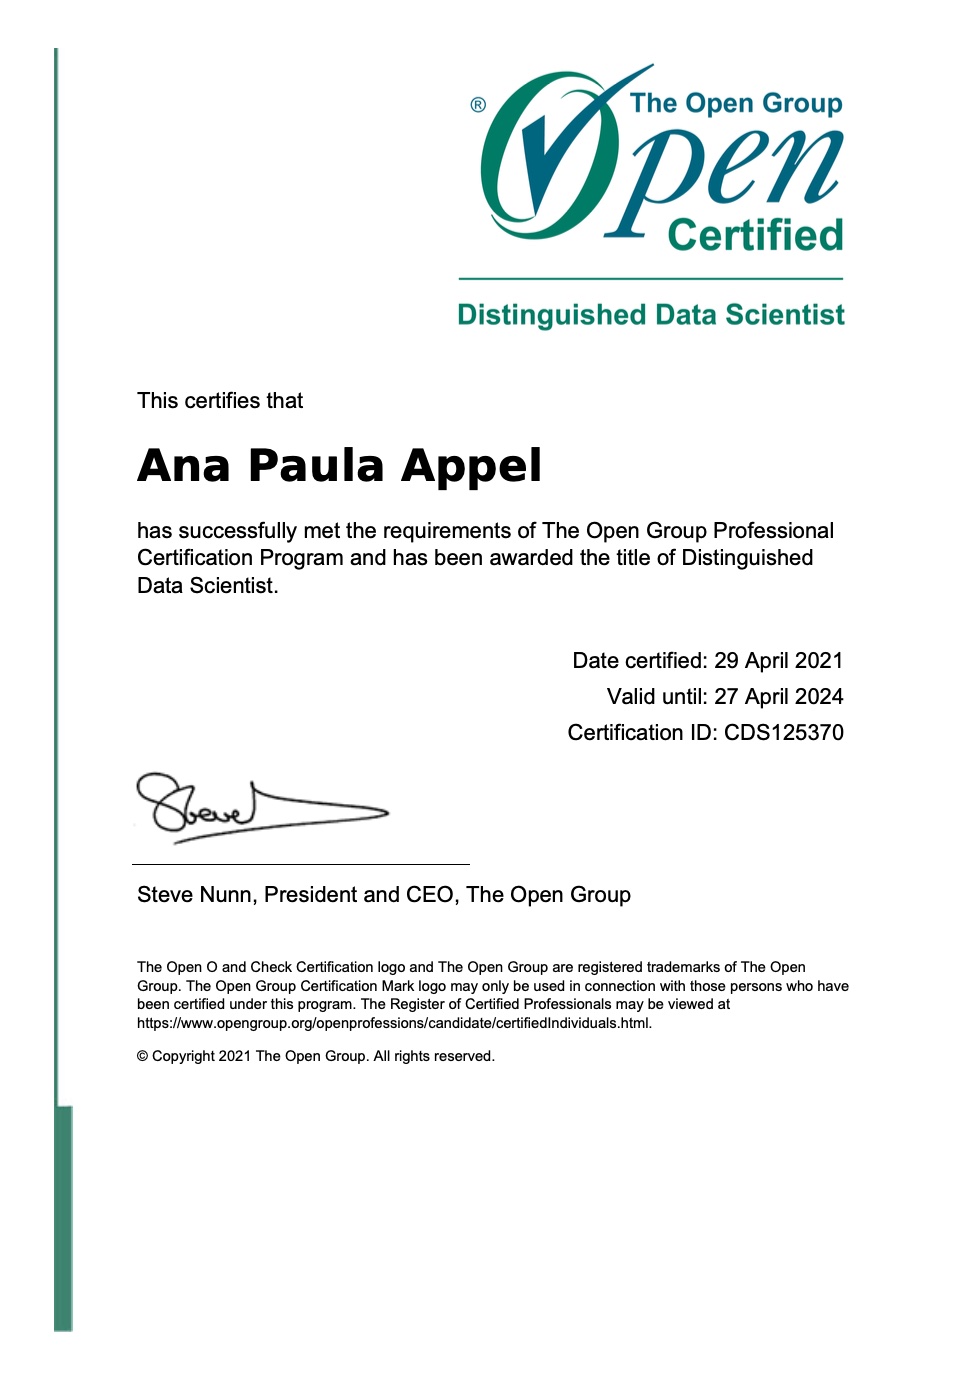 ®
The Open Group
Open
Certified
Distinguished Data Scientist
This certifies that
Ana Paula Appel
has successfully met the requirements of The Open Group Professional
Certification Program and has been awarded the title of Distinguished
Data Scientist.
Date certified: 29 April 2021
Valid until: 27 April 2024
Certification ID: CDS125370
Steve
Steve Nunn, President and CEO, The Open Group
The Open O and Check Certification logo and The Open Group are registered trademarks of The Open
Group. The Open Group Certification Mark logo may only be used in connection with those persons who have
been certified under this program. The Register of Certified Professionals may be viewed at
https://www.opengroup.org/openprofessions/candidate/certifiedIndividuals.html.
© Copyright 2021 The Open Group. All rights reserved.